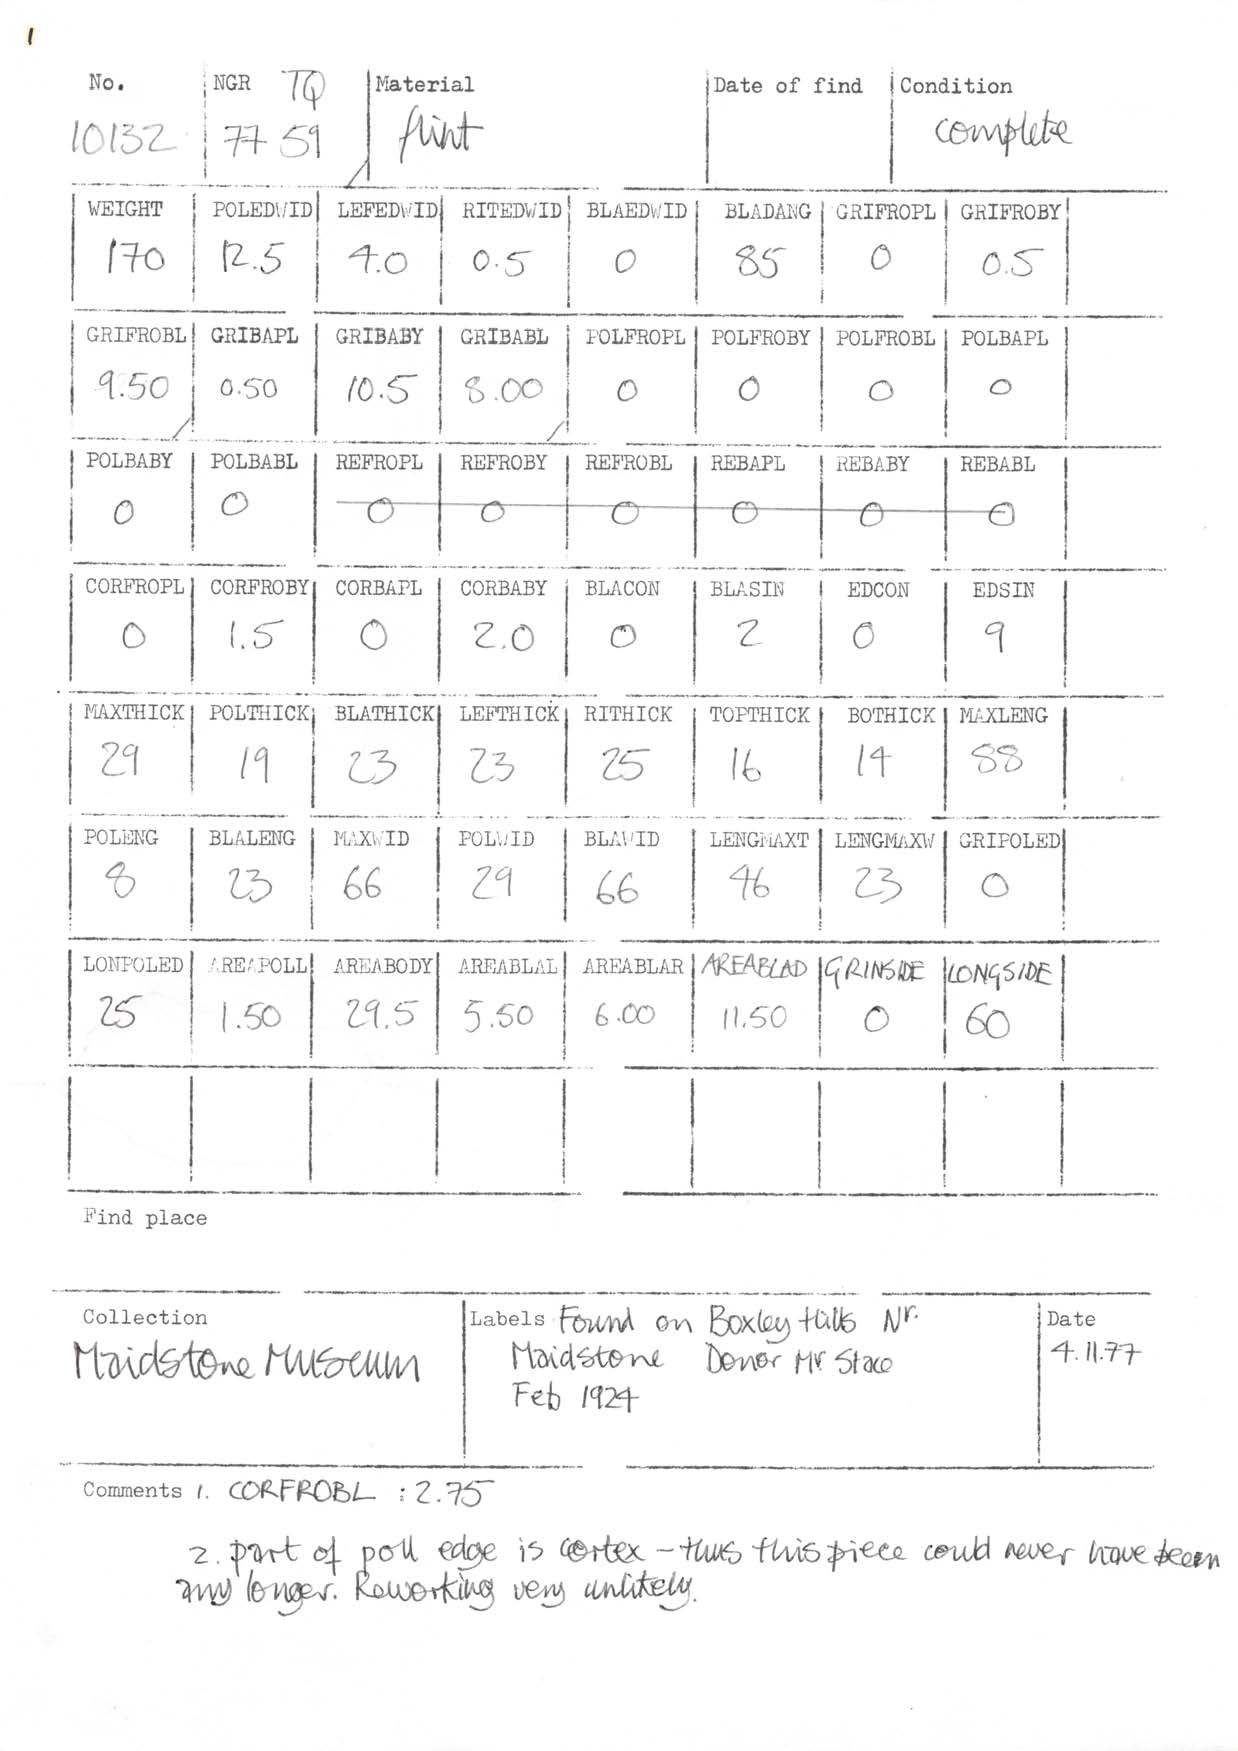 1
No. NGR TQ Material Date of find Condition
10132 77 59 flint complete
WEIGHT POLEDWID LEFEDWID RITEDWID BLAEDWID BLADANG GRIFROPL GRIFROBY
170 12.5 4.0 0.5 0 85 0 0.5
GRIFROBL GRIBAPL GRIBABY GRIBABL POLFROPL POLFROBY POLFROBL POLBAPL
9.50 0.50 10.5 8.00 0 0 0 0
POLBABY POLBABL REFROPL REFROBY REFROBL REBAPL REBABY REBABL
0 0 0 0 0 0 0 0
CORFROPL CORFROBY CORBAPL CORBABY BLACON BLASIN EDCON EDSIN
0 1.5 0 2.0 0 2 0 9
MAXTHICK POLTHICK BLATHICK LEFTHICK RITHICK TOPTHICK BOTHICK MAXLENG
29 19 23 23 25 16 14 88
POLENG BLALENG MAXWID POLWID BLAWID LENGMAXT LENGMAXW GRIPOLED
8 23 66 29 66 46 23 0
LONPOLED AREAPOLL AREABODY AREABLAL AREABLAR AREABLAD GRINSIDE LONGSIDE
25 1.50 29.5 5.50 6.00 11.50 0 60
Find place
Collection Labels Found on Boxley Hills Nr. Date
Maidstone Museum Maidstone Donor Mr Stace 4.11.77
Feb 1924
Comments 1. CORFROBL : 2.75
2. part of poll edge is cortex – thus this piece could never have been
any longer. Reworking very unlikely.